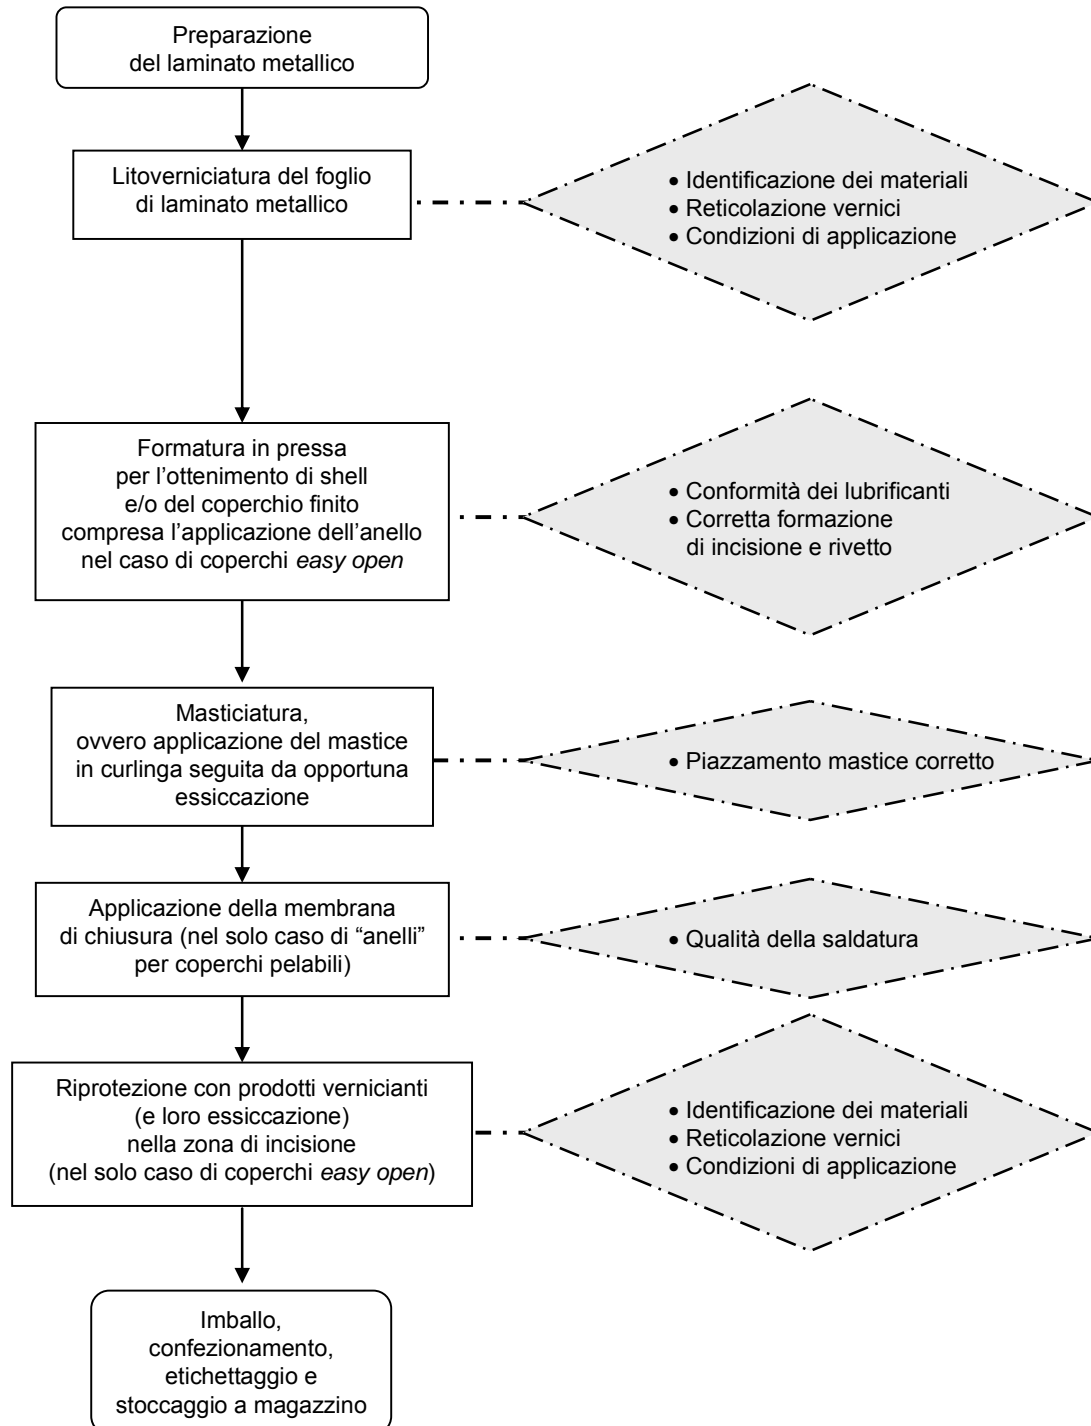 Preparazione
del laminato metallico
Litoverniciatura del foglio
di laminato metallico
• Identificazione dei materiali
• Reticolazione vernici
• Condizioni di applicazione
Formatura in pressa
per l’ottenimento di shell
e/o del coperchio finito
compresa l’applicazione dell’anello
nel caso di coperchi easy open
• Conformità dei lubrificanti
• Corretta formazione
di incisione e rivetto
Masticiatura,
ovvero applicazione del mastice
in curlinga seguita da opportuna
essiccazione
• Piazzamento mastice corretto
Applicazione della membrana
di chiusura (nel solo caso di “anelli”
per coperchi pelabili)
• Qualità della saldatura
Riprotezione con prodotti vernicianti
(e loro essiccazione)
nella zona di incisione
(nel solo caso di coperchi easy open)
• Identificazione dei materiali
• Reticolazione vernici
• Condizioni di applicazione
Imballo,
confezionamento,
etichettaggio e
stoccaggio a magazzino